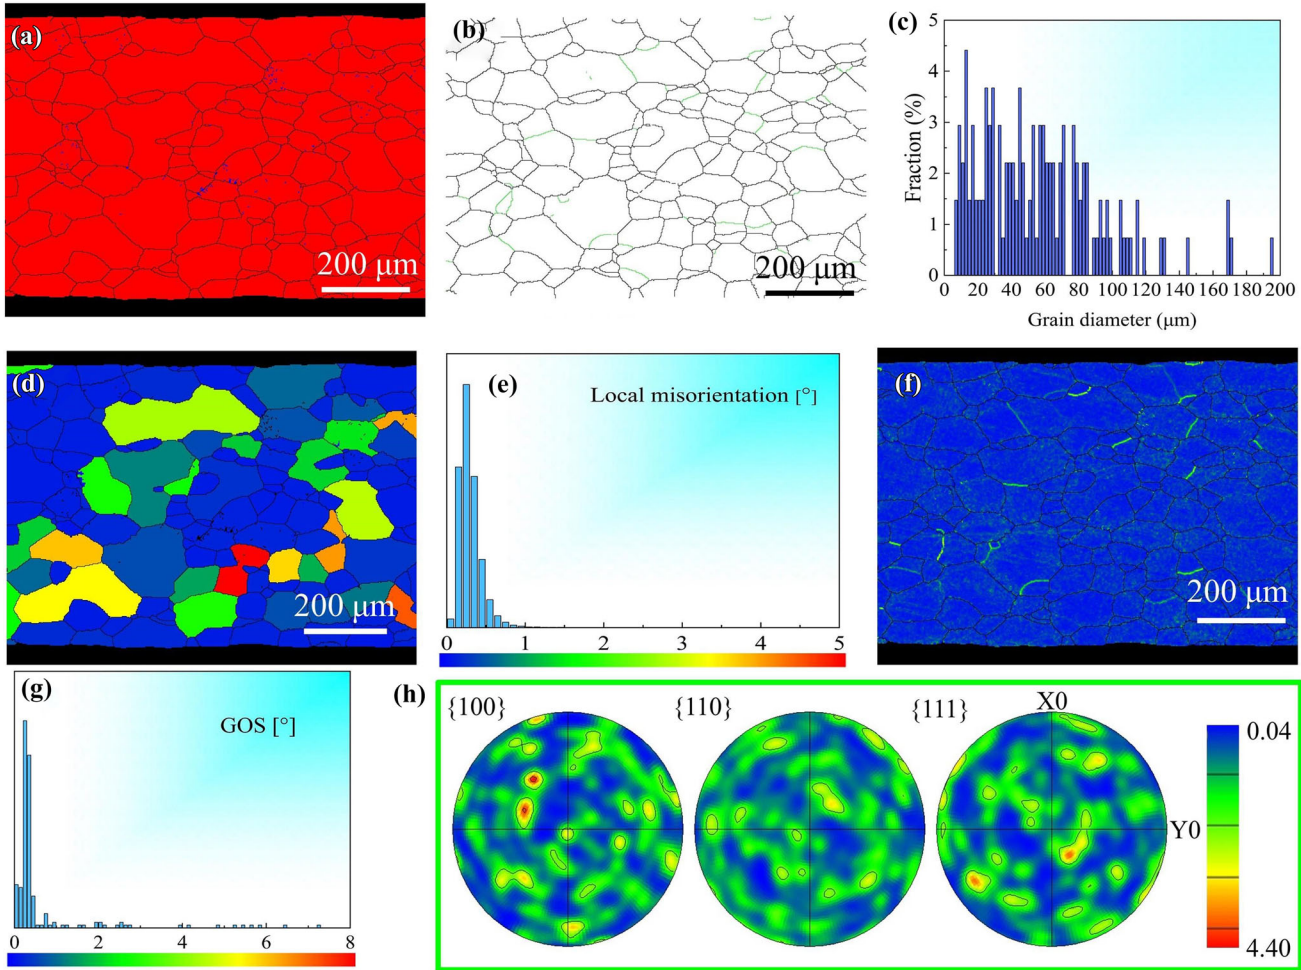 (a)
200 μm
(b)
200 μm
(c)
Fraction (%)
5
4
3
2
1
0
0 20 40 60 80 100 120 140 160 180 200
Grain diameter (μm)
(d)
200 μm
(e)
Local misorientation [°]
0 1 2 3 4 5
(f)
200 μm
(g)
GOS [°]
0 2 4 6 8
(h)
{100}
{110}
{111}
X0
Y0
0.04
4.40